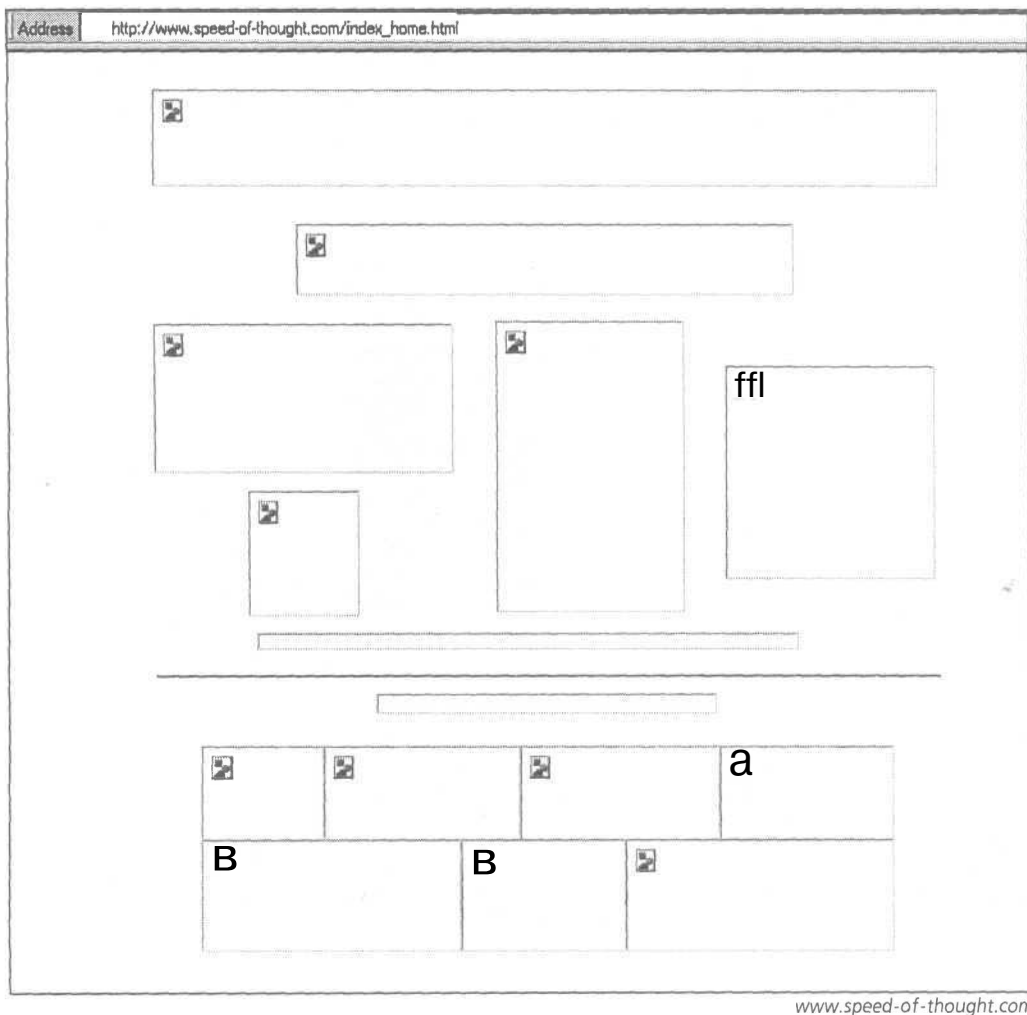 Address http://www.speed-of-thought.com/index_home.html
ffl
a
B B
www.speed-of-thought.com